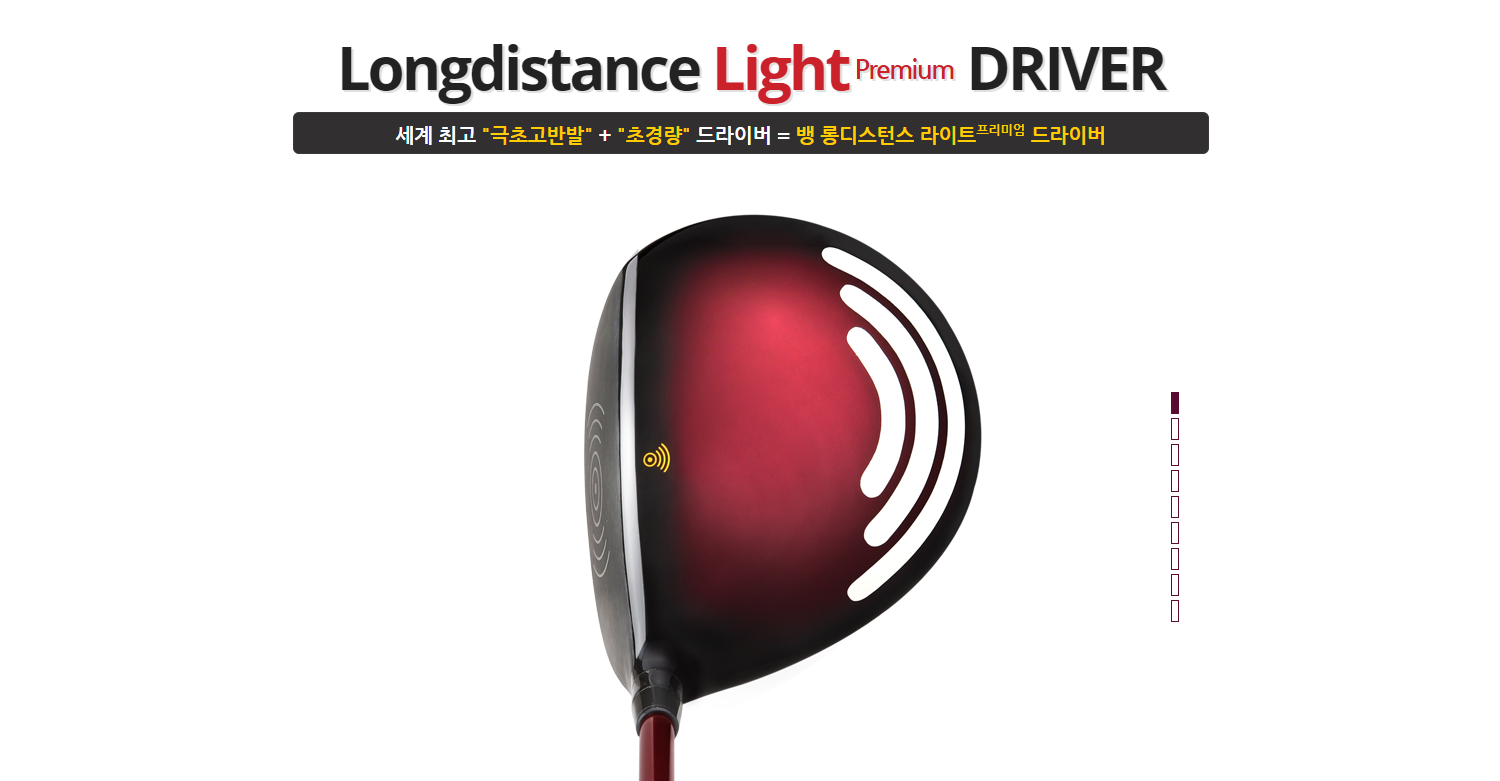 Longdistance Light Premium DRIVER
세계 최고 "극초고반발" + "초경량" 드라이버 = 뱅 롱디스턴스 라이트프리미엄 드라이버